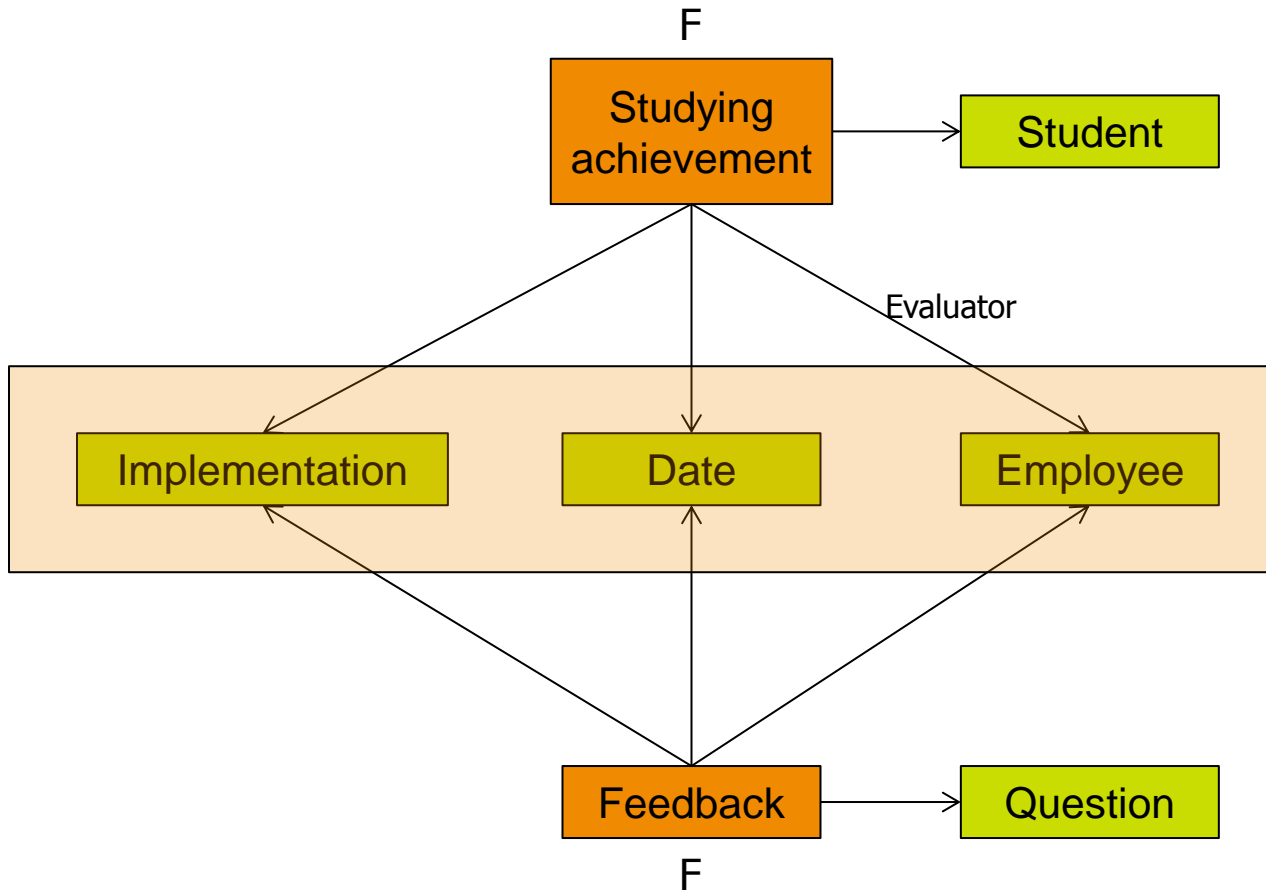 F
Studying
achievement
Student
Evaluator
Implementation
Date
Employee
Feedback
Question
F